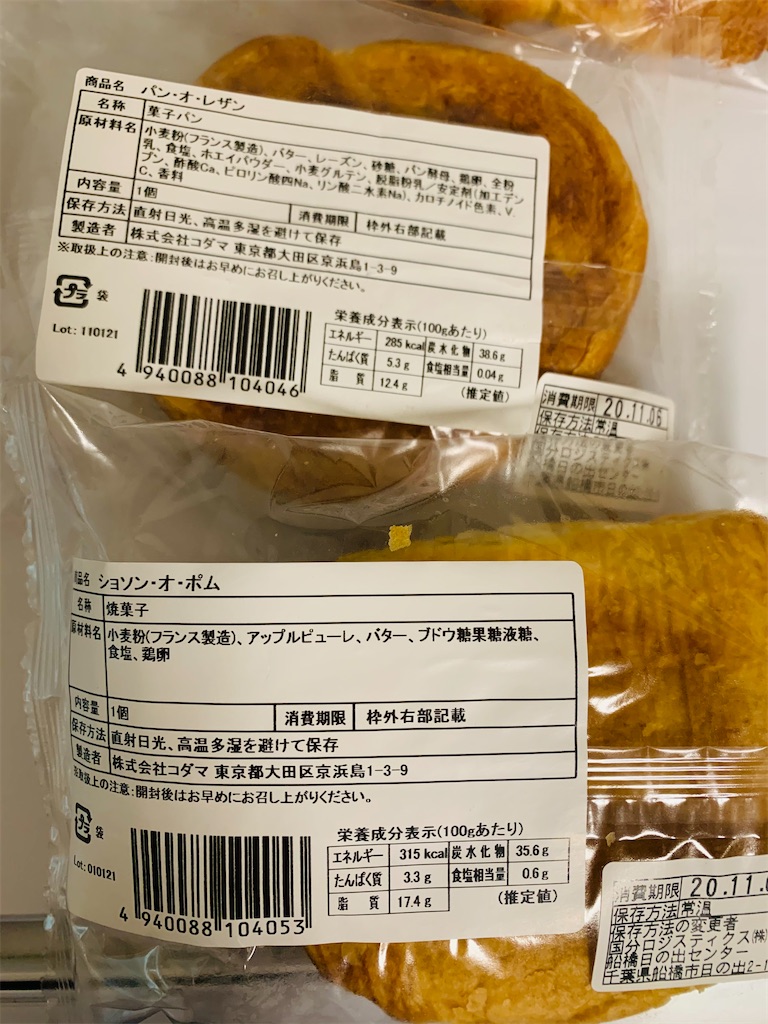 商品名 パン・オ・レザン
名称 菓子パン
原材料名 小麦粉(フランス製造)、バター、レーズン、砂糖、パン酵母、鶏卵、全粉
乳、食塩、ホエイパウダー、小麦グルテン、脱脂粉乳／安定剤(加工デン
プン、酢酸Ca、ピロリン酸四Na、リン酸二水素Na)、カロチノイド色素、V.
C、香料
内容量 1個 消費期限 枠外右部記載
保存方法 直射日光、高温多湿を避けて保存
製造者 株式会社コダマ 東京都大田区京浜島1-3-9
※取扱上の注意:開封後はお早めにお召し上がりください。
プラ 袋
Lot: 110121
4 940088 104046
栄養成分表示(100gあたり)
エネルギー 285 kcal 炭水化物 38.6 g
たんぱく質 5.3 g 食塩相当量 0.04 g
脂質 12.4 g (推定値)
消費期限 20.11.06
保存方法 常温
品名 ショソン・オ・ポム
名称 焼菓子
原材料名 小麦粉(フランス製造)、アップルピューレ、バター、ブドウ糖果糖液糖、
食塩、鶏卵
内容量 1個 消費期限 枠外右部記載
保存方法 直射日光、高温多湿を避けて保存
製造者 株式会社コダマ 東京都大田区京浜島1-3-9
※取扱上の注意:開封後はお早めにお召し上がりください。
プラ 袋
Lot: 010121
4 940088 104053
栄養成分表示(100gあたり)
エネルギー 315 kcal 炭水化物 35.6 g
たんぱく質 3.3 g 食塩相当量 0.6 g
脂質 17.4 g (推定値)
消費期限 20.11.
保存方法 常温
保存方法の変更者
国分ロジスティクス(株)
船橋日の出センター
千葉県船橋市日の出2-1